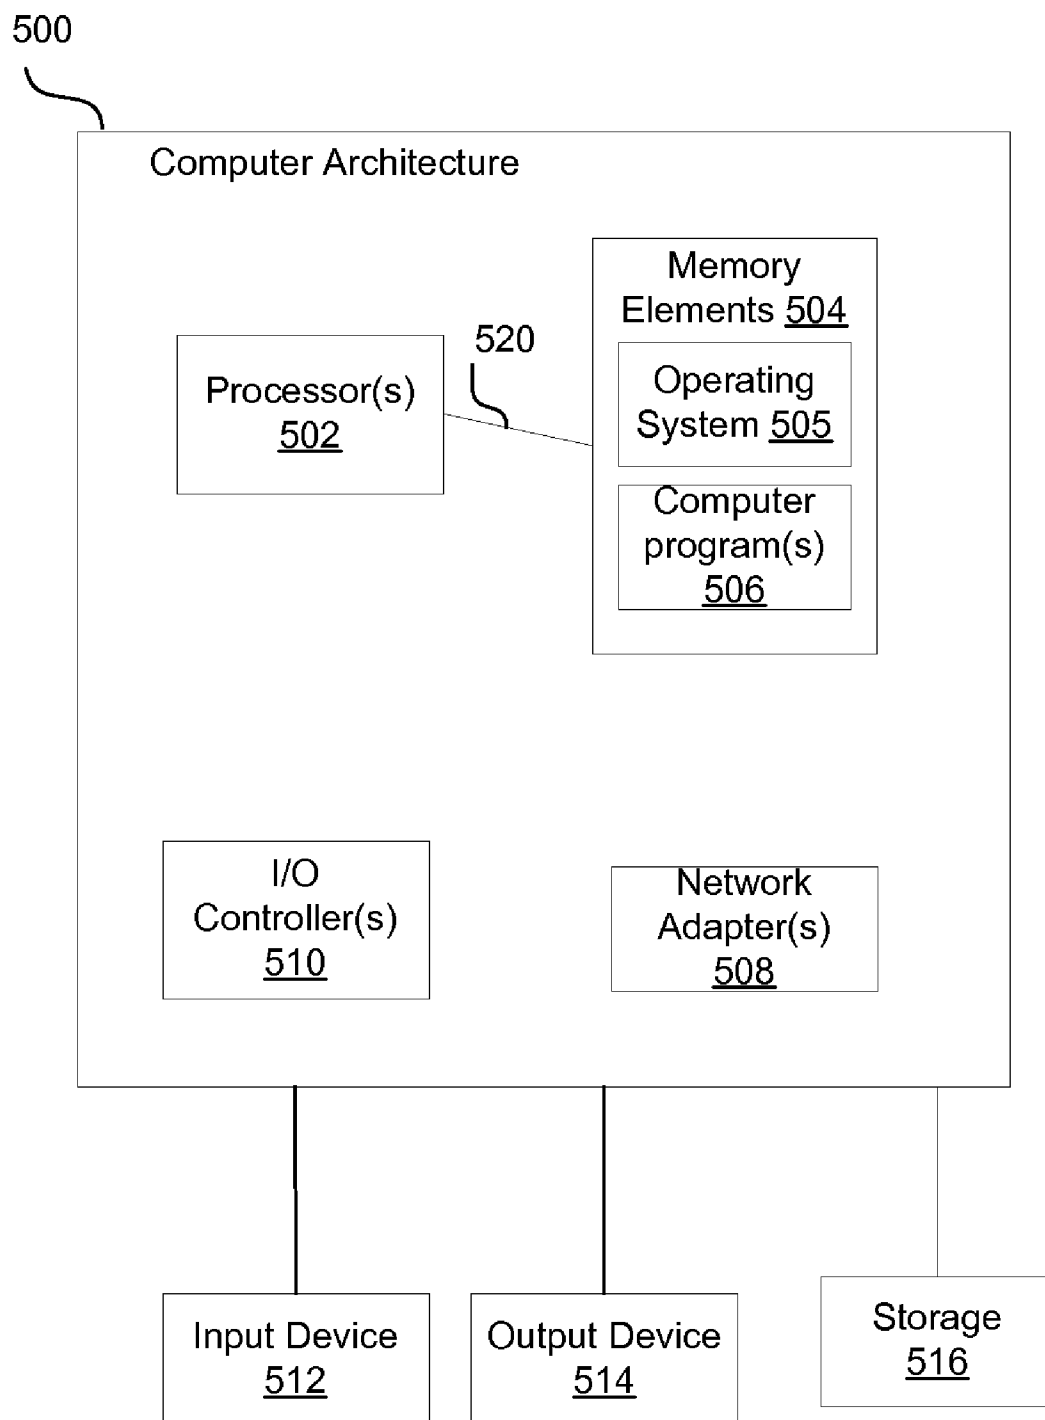 500
Computer Architecture
Memory
Elements 504
520
Processor(s)
502
Operating
System 505
Computer
program(s)
506
I/O
Controller(s)
510
Network
Adapter(s)
508
Input Device
512
Output Device
514
Storage
516